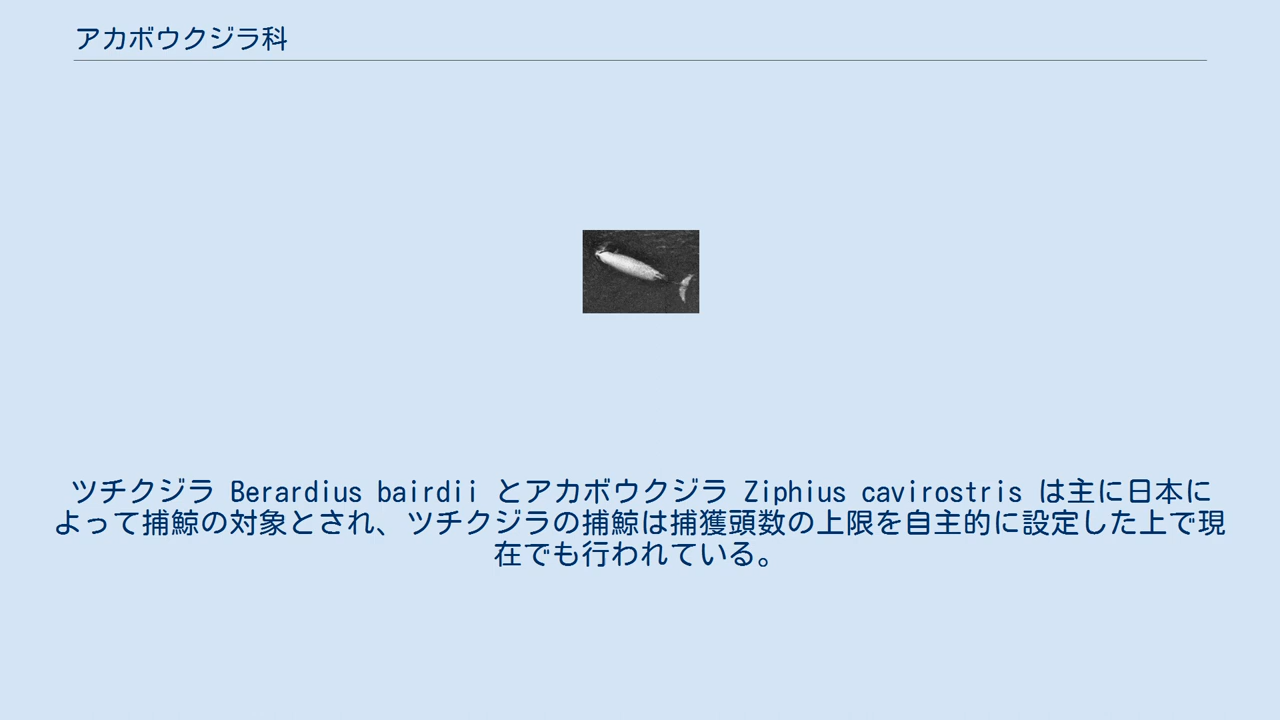 アカボウクジラ科
ツチクジラ Berardius bairdii とアカボウクジラ Ziphius cavirostris は主に日本に
よって捕鯨の対象とされ、ツチクジラの捕鯨は捕獲頭数の上限を自主的に設定した上で現
在でも行われている。